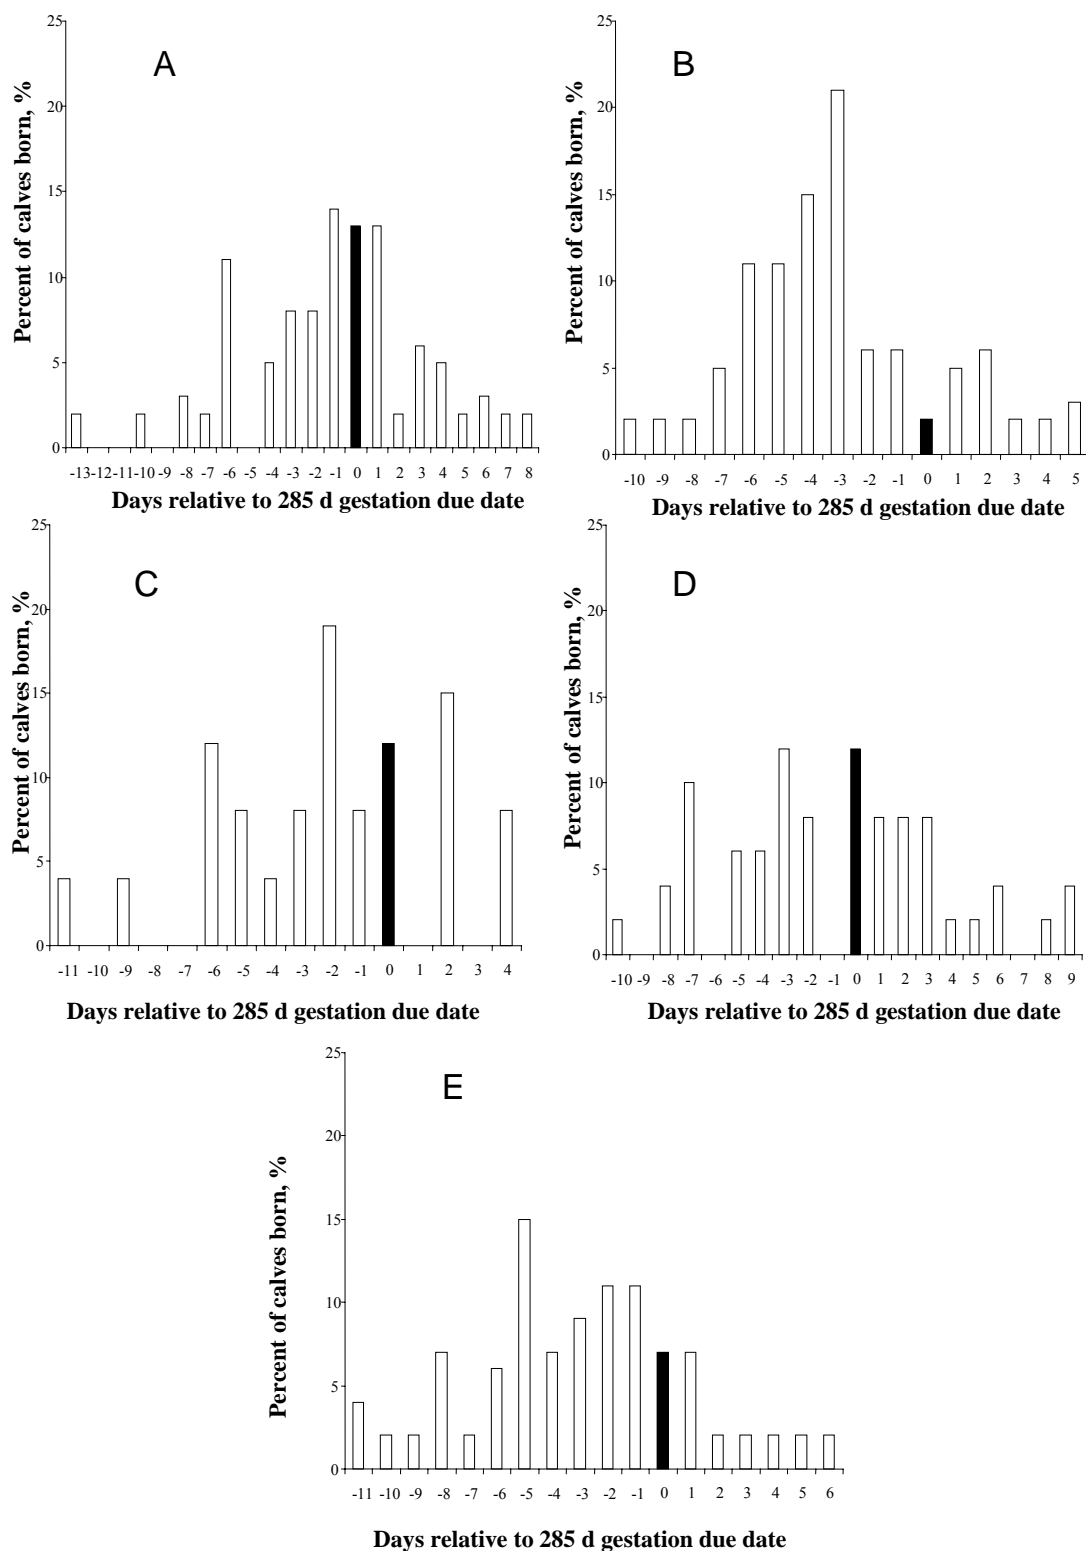 A
Percent of calves born, %
25
20
15
10
5
0
-13 -12 -11 -10 -9 -8 -7 -6 -5 -4 -3 -2 -1 0 1 2 3 4 5 6 7 8
Days relative to 285 d gestation due date
B
Percent of calves born, %
25
20
15
10
5
0
-10 -9 -8 -7 -6 -5 -4 -3 -2 -1 0 1 2 3 4 5
Days relative to 285 d gestation due date
C
Percent of calves born, %
25
20
15
10
5
0
-11 -10 -9 -8 -7 -6 -5 -4 -3 -2 -1 0 1 2 3 4
Days relative to 285 d gestation due date
D
Percent of calves born, %
25
20
15
10
5
0
-10 -9 -8 -7 -6 -5 -4 -3 -2 -1 0 1 2 3 4 5 6 7 8 9
Days relative to 285 d gestation due date
E
Percent of calves born, %
25
20
15
10
5
0
-11 -10 -9 -8 -7 -6 -5 -4 -3 -2 -1 0 1 2 3 4 5 6
Days relative to 285 d gestation due date